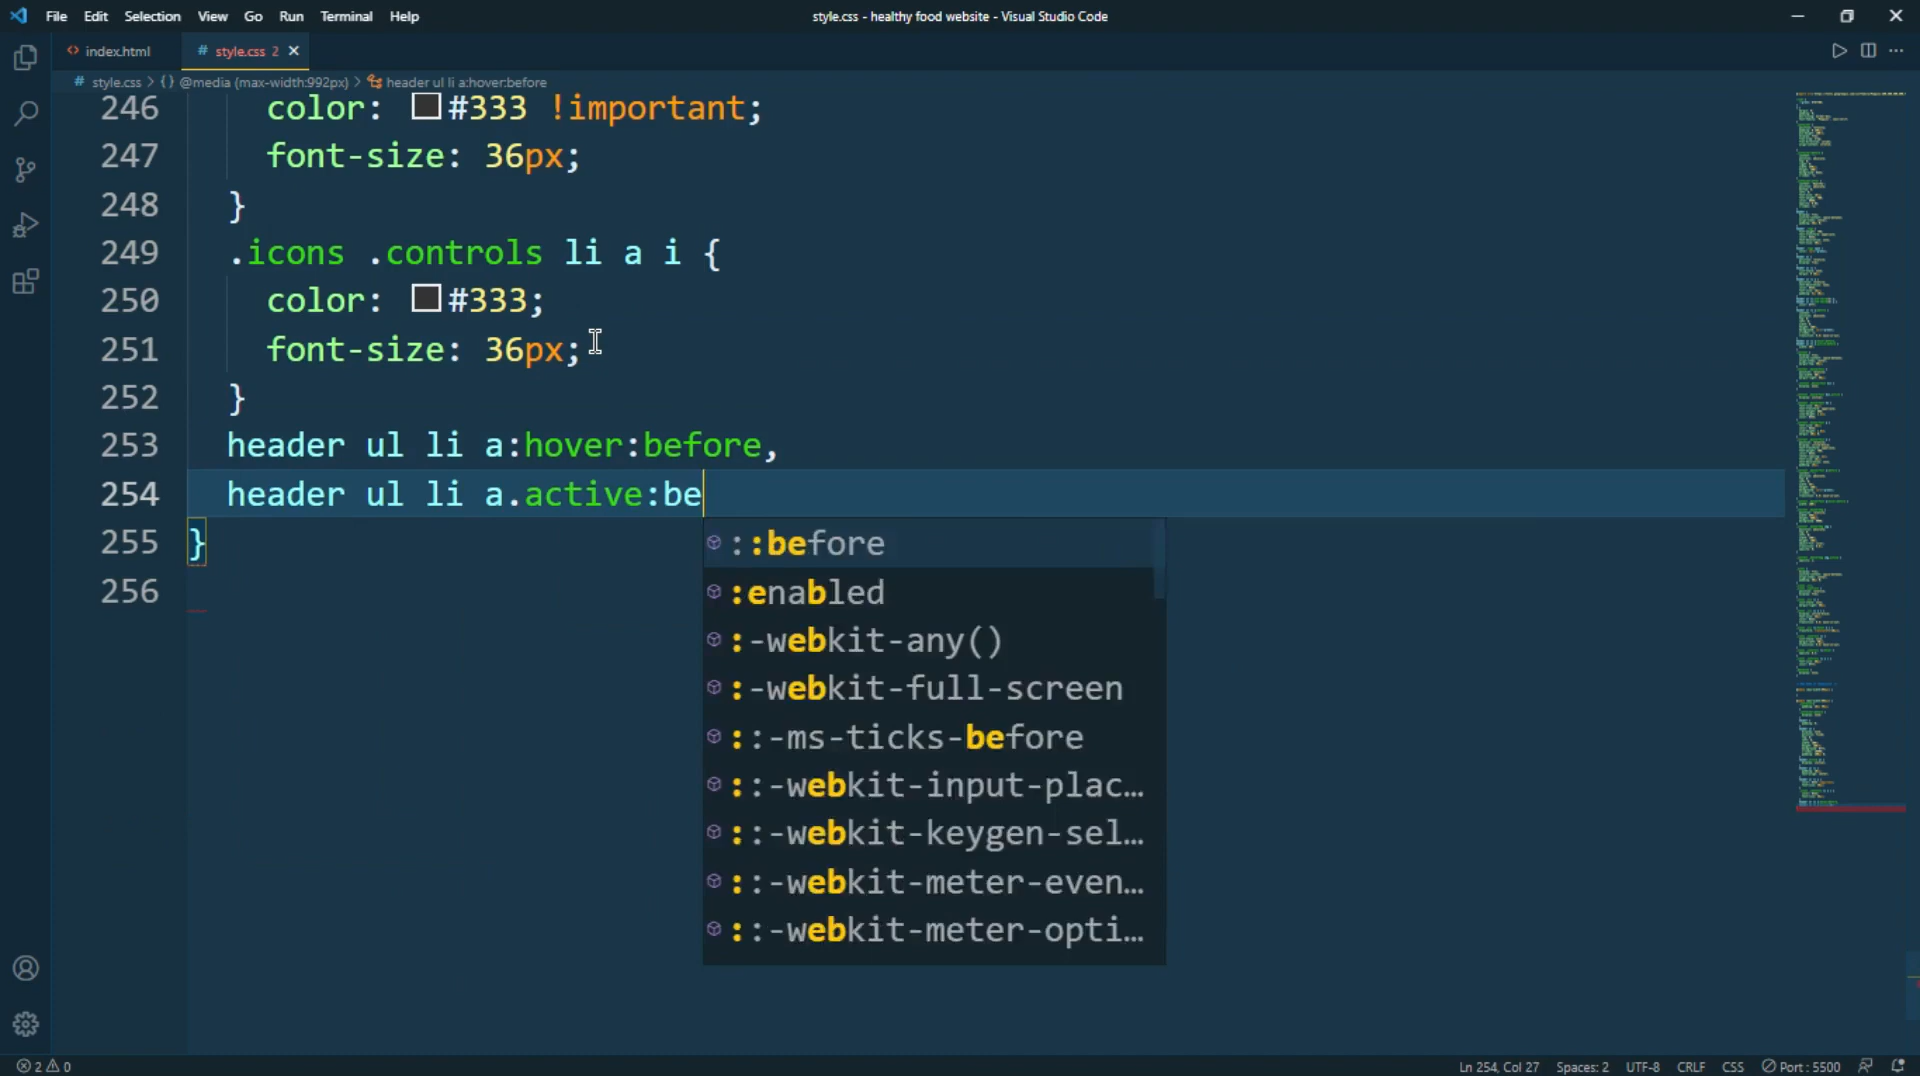 File Edit Selection View Go Run Terminal Help
style.css - healthy food website - Visual Studio Code
index.html
# style.css 2
# style.css > {} @media (max-width:992px) > header ul li a:hover:before
246 color: #333 !important;
247 font-size: 36px;
248 }
249 .icons .controls li a i {
250 color: #333;
251 font-size: 36px;
252 }
253 header ul li a:hover:before,
254 header ul li a.active:be
255 }
256
::before
:enabled
:-webkit-any()
:-webkit-full-screen
::-ms-ticks-before
::-webkit-input-plac…
::-webkit-keygen-sel…
::-webkit-meter-even…
::-webkit-meter-opti…
2 0
Ln 254, Col 27 Spaces: 2 UTF-8 CRLF CSS Port : 5500